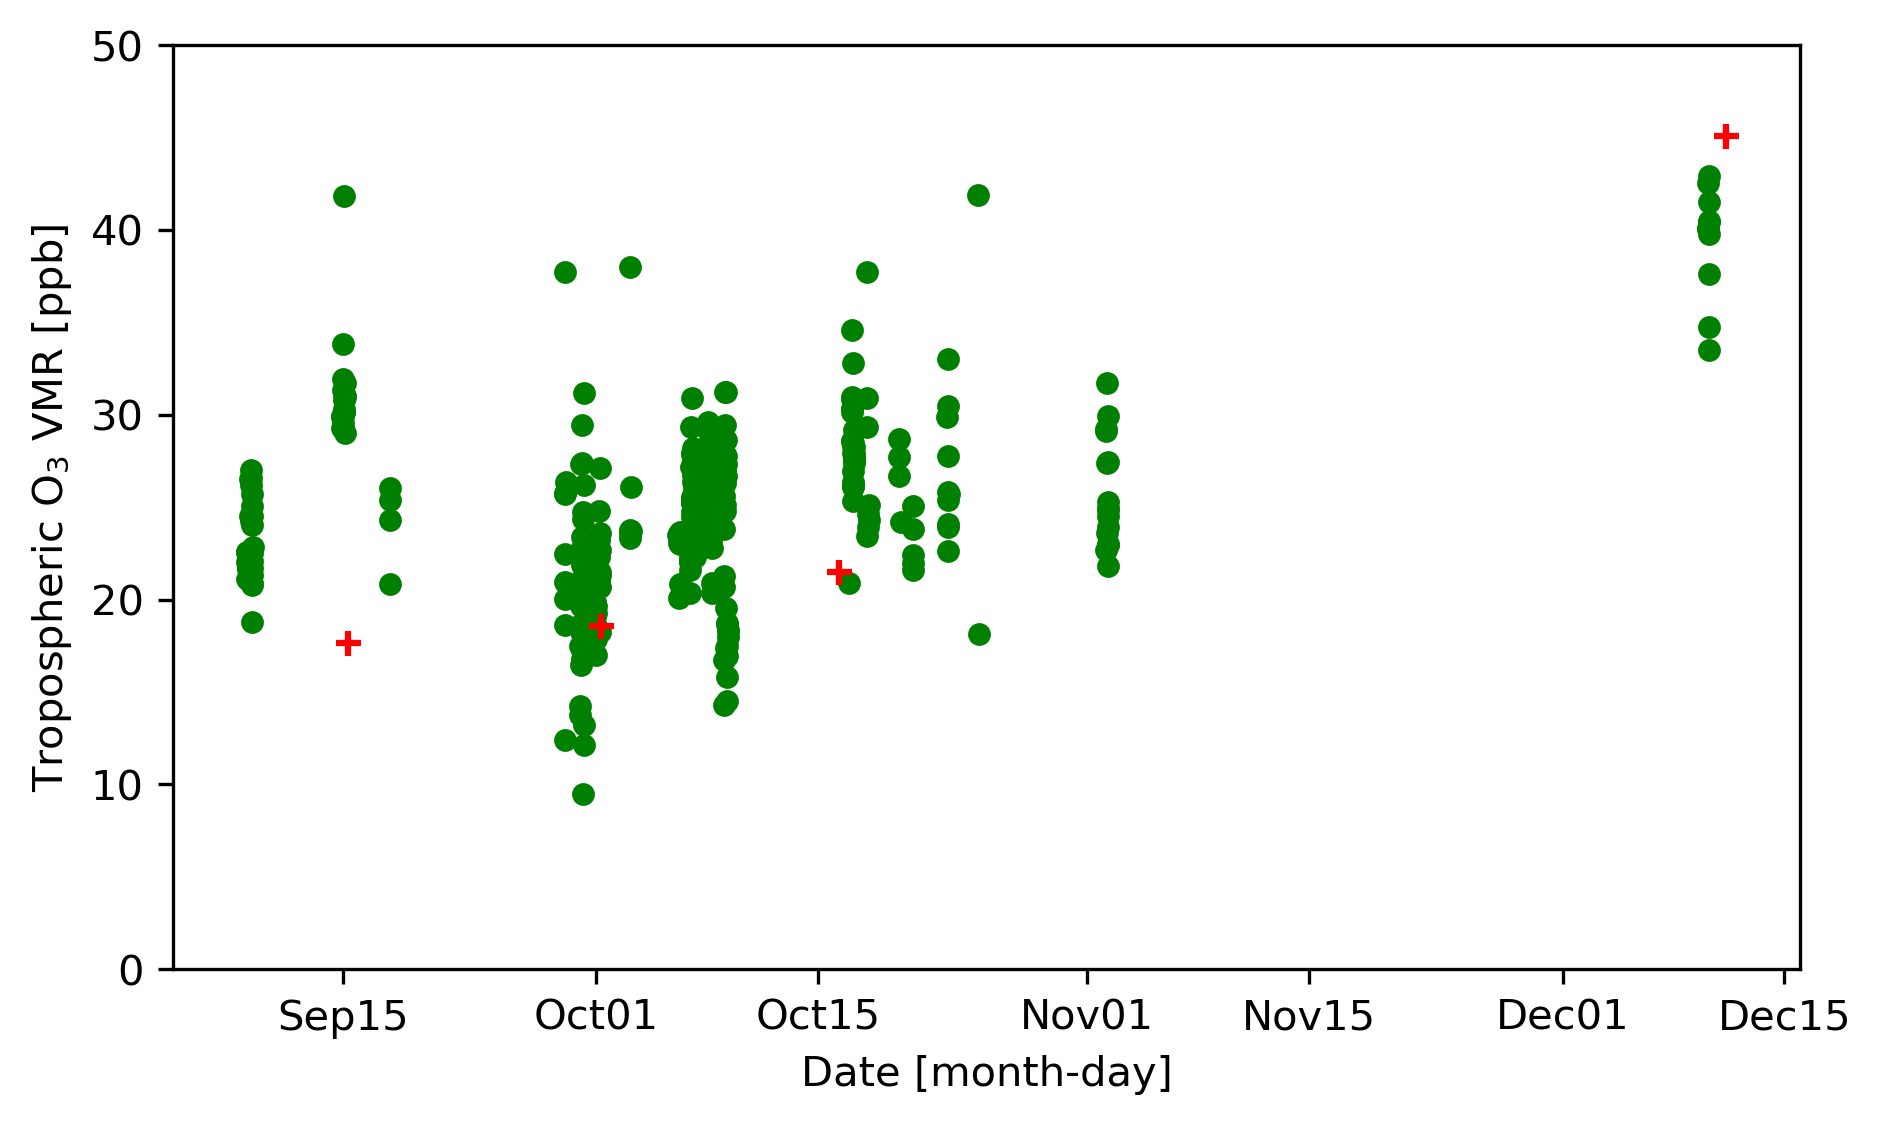 50
40
30
20
10
0
Tropospheric O₃ VMR [ppb]
Sep15 Oct01 Oct15 Nov01 Nov15 Dec01 Dec15
Date [month-day]